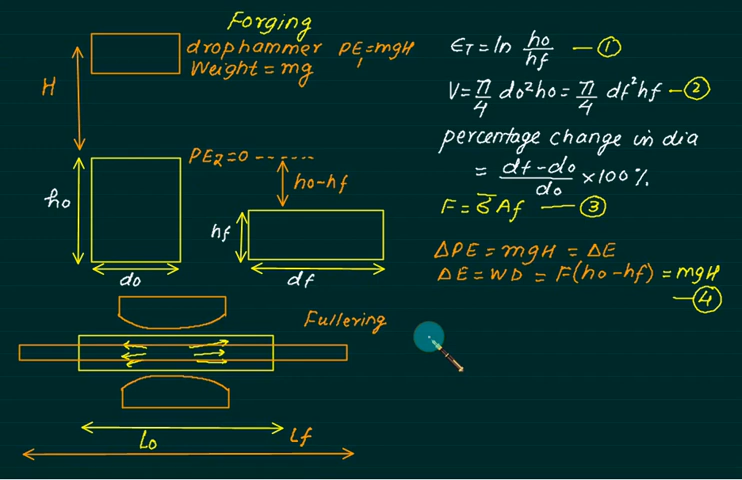 Forging
drophammer PE₁=mgH
Weight = mg
H
PE₂=0
ho
ho-hf
hf
do
df
Fullering
Lo
Lf
ϵT = ln ho/hf — ①
V = π/4 do²ho = π/4 df²hf — ②
percentage change in dia
= (df-do)/do × 100%
F = σ̄ Af — ③
ΔPE = mgH = ΔE
ΔE = WD = F(ho-hf) = mgH
— ④